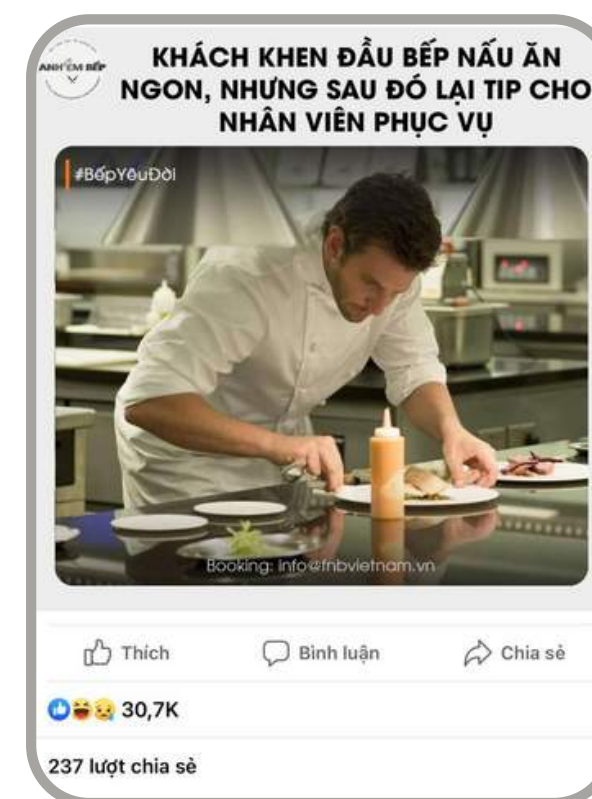 ANH EM BẾP
KHÁCH KHEN ĐẦU BẾP NẤU ĂN
NGON, NHƯNG SAU ĐÓ LẠI TIP CHO
NHÂN VIÊN PHỤC VỤ
#BếpYêuĐời
Booking: info@fnbvietnam.vn
Thích Bình luận Chia sẻ
30,7K
237 lượt chia sẻ